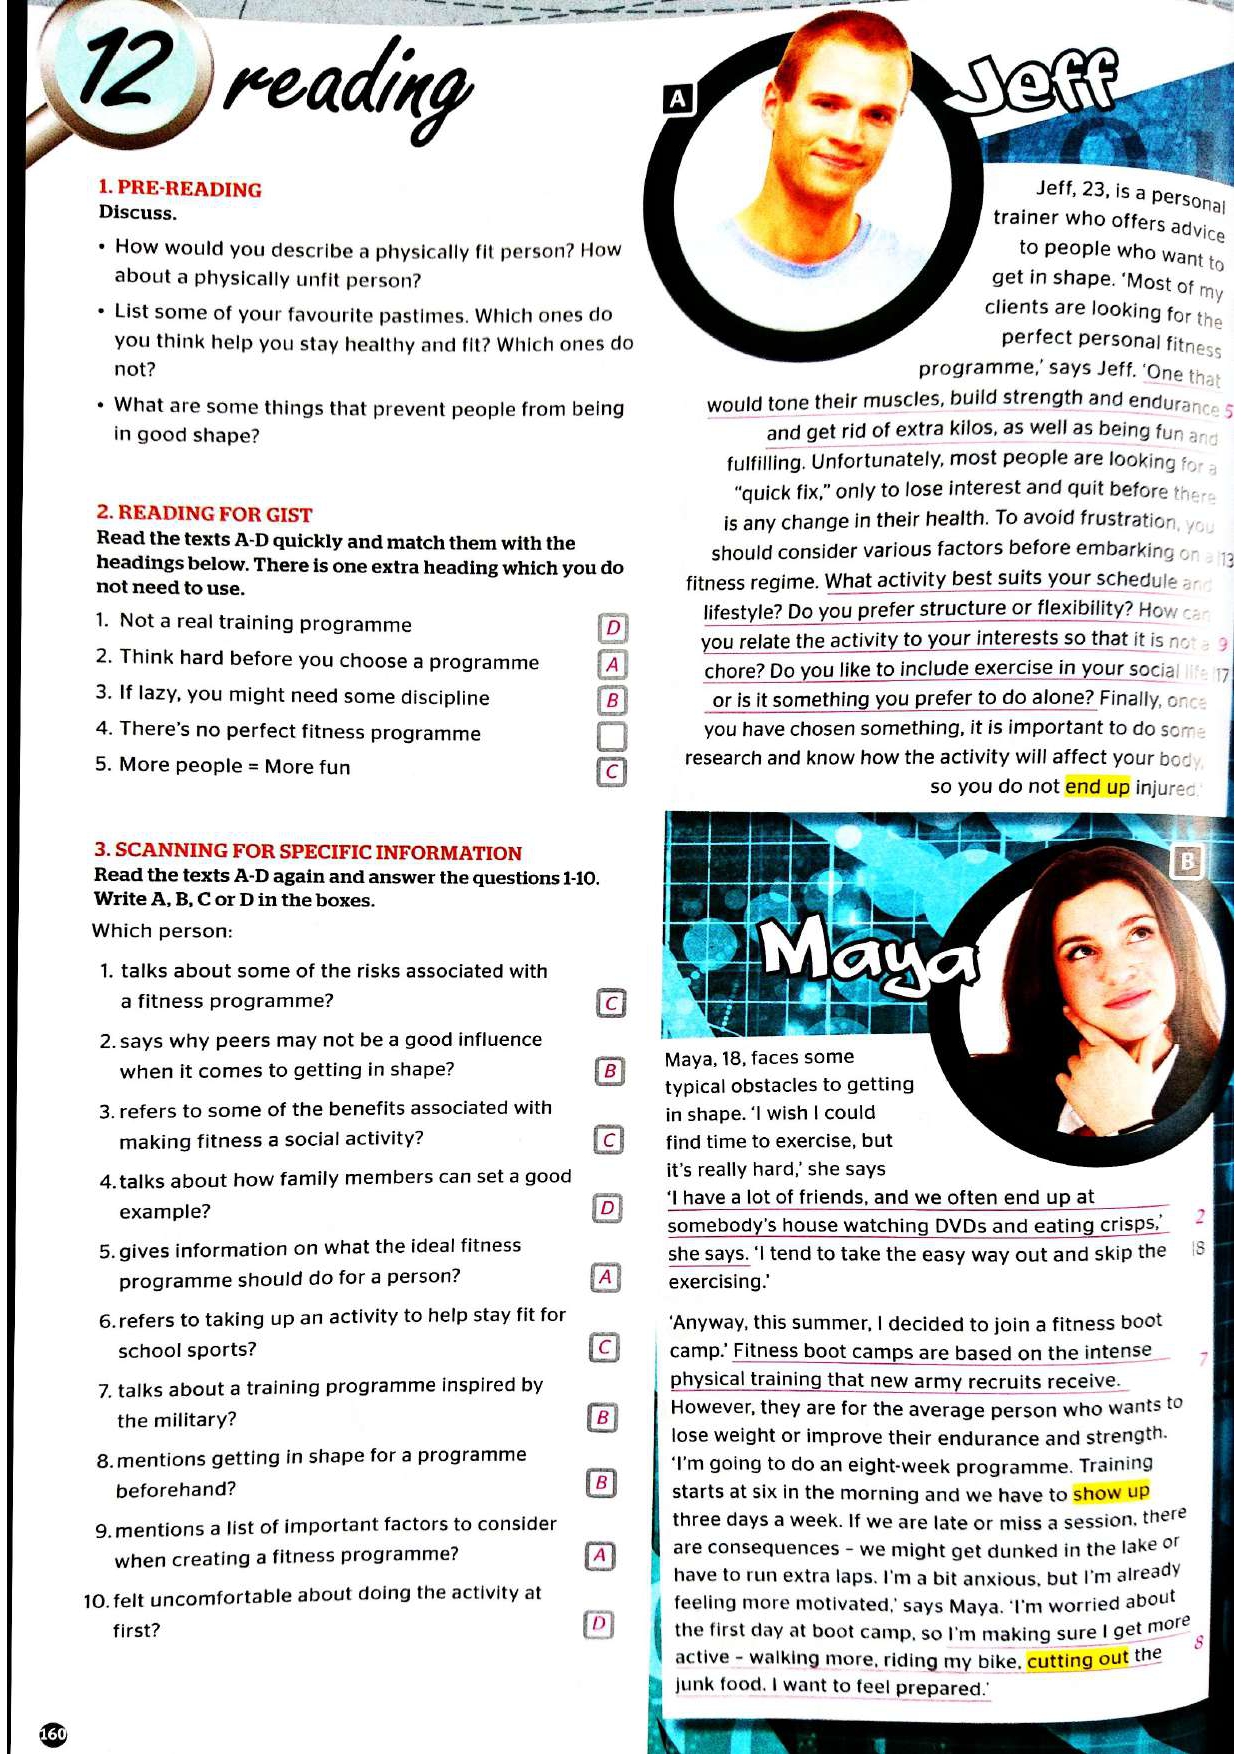 12 reading
1. PRE-READING
Discuss.
• How would you describe a physically fit person? How
about a physically unfit person?
• List some of your favourite pastimes. Which ones do
you think help you stay healthy and fit? Which ones do
not?
• What are some things that prevent people from being
in good shape?
2. READING FOR GIST
Read the texts A-D quickly and match them with the
headings below. There is one extra heading which you do
not need to use.
1. Not a real training programme D
2. Think hard before you choose a programme A
3. If lazy, you might need some discipline B
4. There's no perfect fitness programme
5. More people = More fun C
3. SCANNING FOR SPECIFIC INFORMATION
Read the texts A-D again and answer the questions 1-10.
Write A, B, C or D in the boxes.
Which person:
1. talks about some of the risks associated with
a fitness programme? C
2. says why peers may not be a good influence
when it comes to getting in shape? B
3. refers to some of the benefits associated with
making fitness a social activity? C
4. talks about how family members can set a good
example? D
5. gives information on what the ideal fitness
programme should do for a person? A
6. refers to taking up an activity to help stay fit for
school sports? C
7. talks about a training programme inspired by
the military? B
8. mentions getting in shape for a programme
beforehand? B
9. mentions a list of important factors to consider
when creating a fitness programme? A
10. felt uncomfortable about doing the activity at
first? D
160
A
Jeff
Jeff, 23, is a personal
trainer who offers advice
to people who want to
get in shape. 'Most of my
clients are looking for the
perfect personal fitness
programme,' says Jeff. 'One that
would tone their muscles, build strength and endurance 5
and get rid of extra kilos, as well as being fun and
fulfilling. Unfortunately, most people are looking for a
"quick fix," only to lose interest and quit before there
is any change in their health. To avoid frustration, you
should consider various factors before embarking on a 13
fitness regime. What activity best suits your schedule and
lifestyle? Do you prefer structure or flexibility? How can
you relate the activity to your interests so that it is not a 9
chore? Do you like to include exercise in your social life 17
or is it something you prefer to do alone? Finally, once
you have chosen something, it is important to do some
research and know how the activity will affect your body,
so you do not end up injured.'
B
Maya
Maya, 18, faces some
typical obstacles to getting
in shape. 'I wish I could
find time to exercise, but
it's really hard,' she says
'I have a lot of friends, and we often end up at
somebody's house watching DVDs and eating crisps,' 2
she says. 'I tend to take the easy way out and skip the 18
exercising.'
'Anyway, this summer, I decided to join a fitness boot
camp.' Fitness boot camps are based on the intense 7
physical training that new army recruits receive.
However, they are for the average person who wants to
lose weight or improve their endurance and strength.
'I'm going to do an eight-week programme. Training
starts at six in the morning and we have to show up
three days a week. If we are late or miss a session, there
are consequences – we might get dunked in the lake or
have to run extra laps. I'm a bit anxious, but I'm already
feeling more motivated,' says Maya. 'I'm worried about
the first day at boot camp, so I'm making sure I get more
active – walking more, riding my bike, cutting out the 8
junk food. I want to feel prepared.'